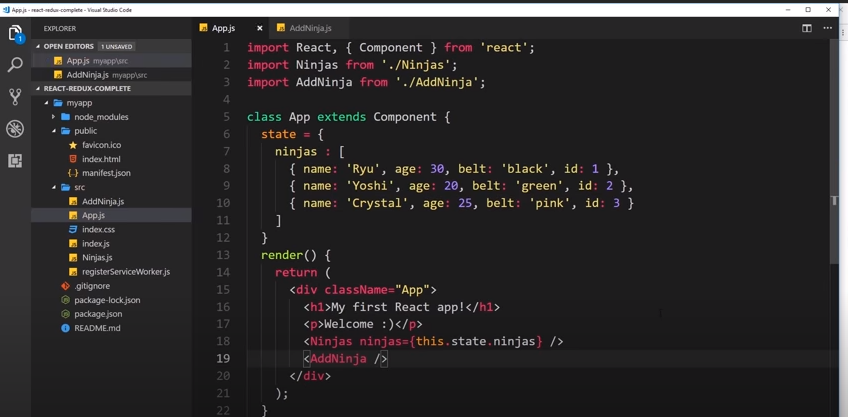 App.js - react-redux-complete - Visual Studio Code
EXPLORER
OPEN EDITORS 1 UNSAVED
App.js myapp\src
AddNinja.js myapp\src
REACT-REDUX-COMPLETE
myapp
node_modules
public
favicon.ico
index.html
manifest.json
src
AddNinja.js
App.js
index.css
index.js
Ninjas.js
registerServiceWorker.js
.gitignore
package-lock.json
package.json
README.md
1
App.js AddNinja.js
1 import React, { Component } from 'react';
2 import Ninjas from './Ninjas';
3 import AddNinja from './AddNinja';
4
5 class App extends Component {
6 state = {
7 ninjas : [
8 { name: 'Ryu', age: 30, belt: 'black', id: 1 },
9 { name: 'Yoshi', age: 20, belt: 'green', id: 2 },
10 { name: 'Crystal', age: 25, belt: 'pink', id: 3 }
11 ]
12 }
13 render() {
14 return (
15 <div className="App">
16 <h1>My first React app!</h1>
17 <p>Welcome :)</p>
18 <Ninjas ninjas={this.state.ninjas} />
19 <AddNinja />
20 </div>
21 );
22 }